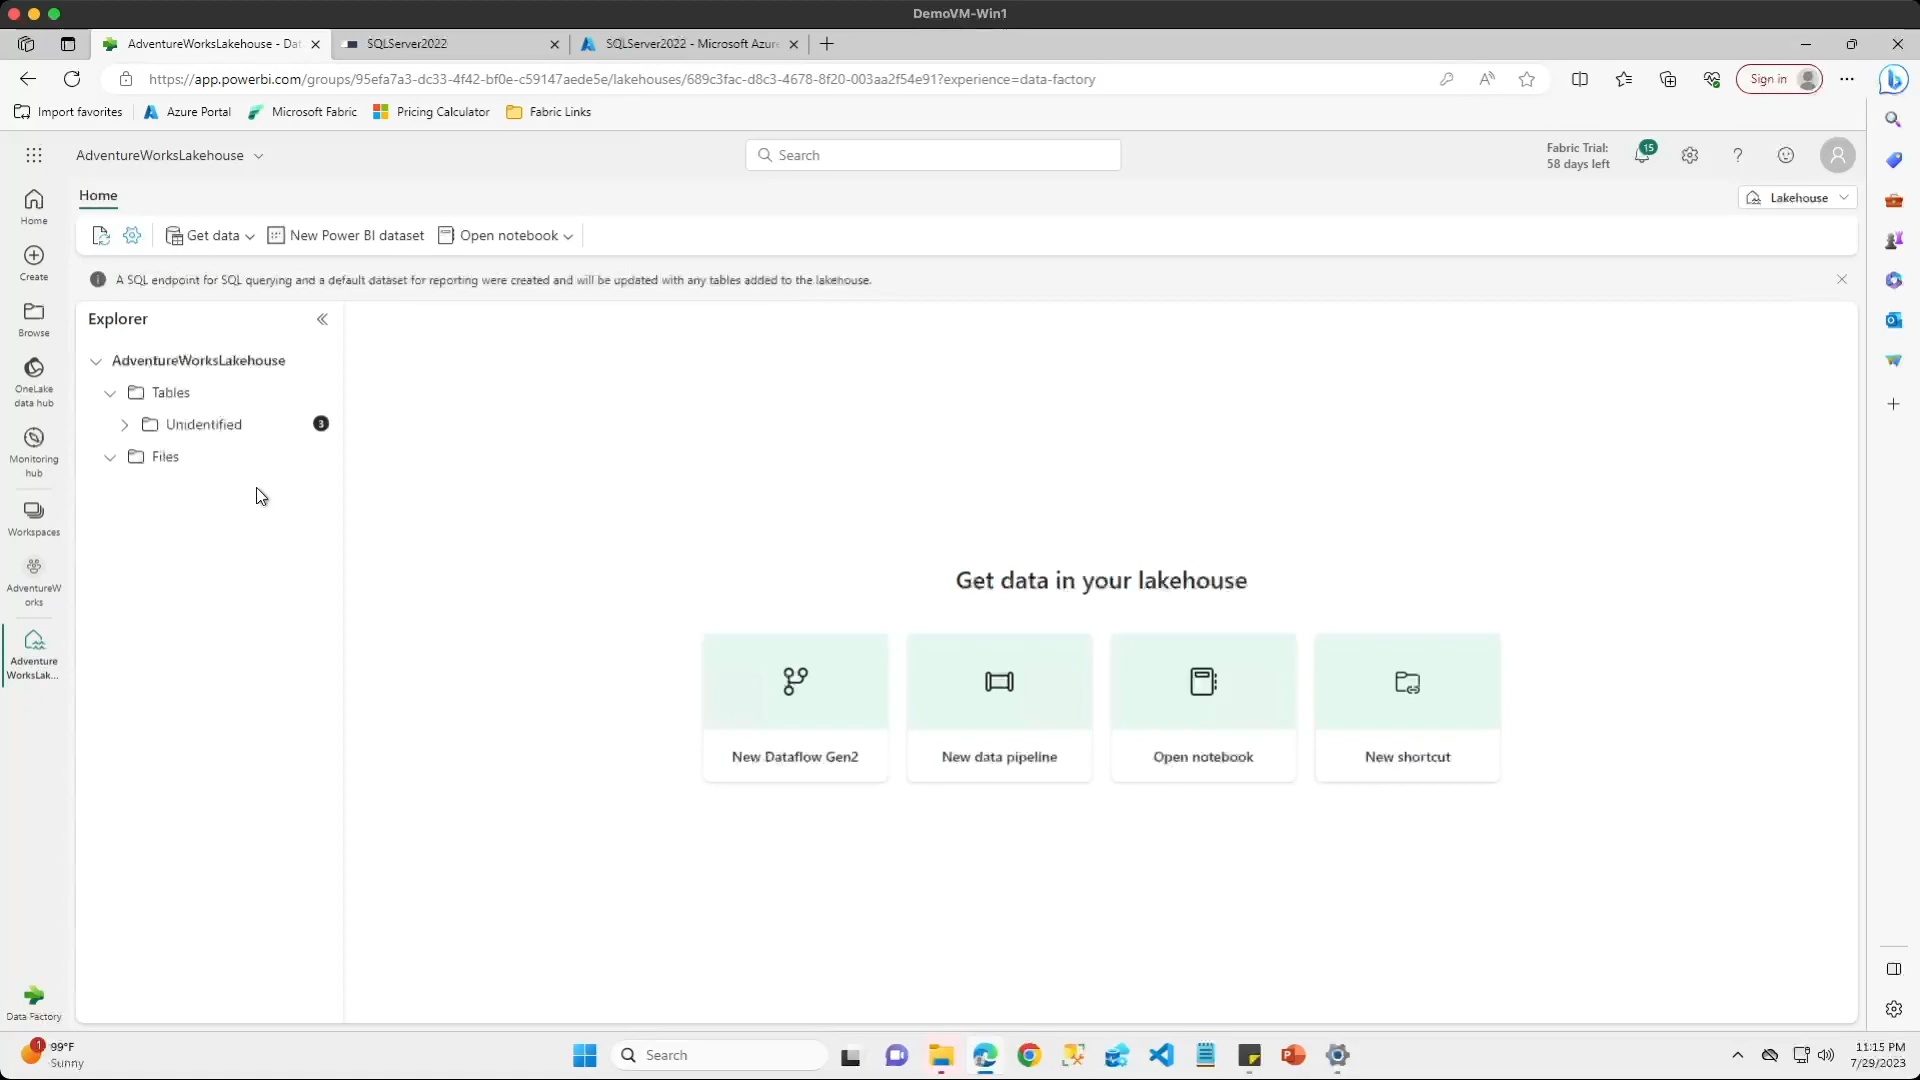 DemoVM-Win1
AdventureWorksLakehouse - Dat
SQLServer2022
SQLServer2022 - Microsoft Azure
https://app.powerbi.com/groups/95efa7a3-dc33-4f42-bf0e-c59147aede5e/lakehouses/689c3fac-d8c3-4678-8f20-003aa2f54e91?experience=data-factory
Sign in
Import favorites
Azure Portal
Microsoft Fabric
Pricing Calculator
Fabric Links
AdventureWorksLakehouse
Search
Fabric Trial:
58 days left
15
Home
Lakehouse
Get data
New Power BI dataset
Open notebook
A SQL endpoint for SQL querying and a default dataset for reporting were created and will be updated with any tables added to the lakehouse.
Home
Create
Browse
OneLake
data hub
Monitoring
hub
Workspaces
AdventureW
orks
Adventure
WorksLak...
Data Factory
Explorer
AdventureWorksLakehouse
Tables
Unidentified
3
Files
Get data in your lakehouse
New Dataflow Gen2
New data pipeline
Open notebook
New shortcut
1
99°F
Sunny
Search
11:15 PM
7/29/2023